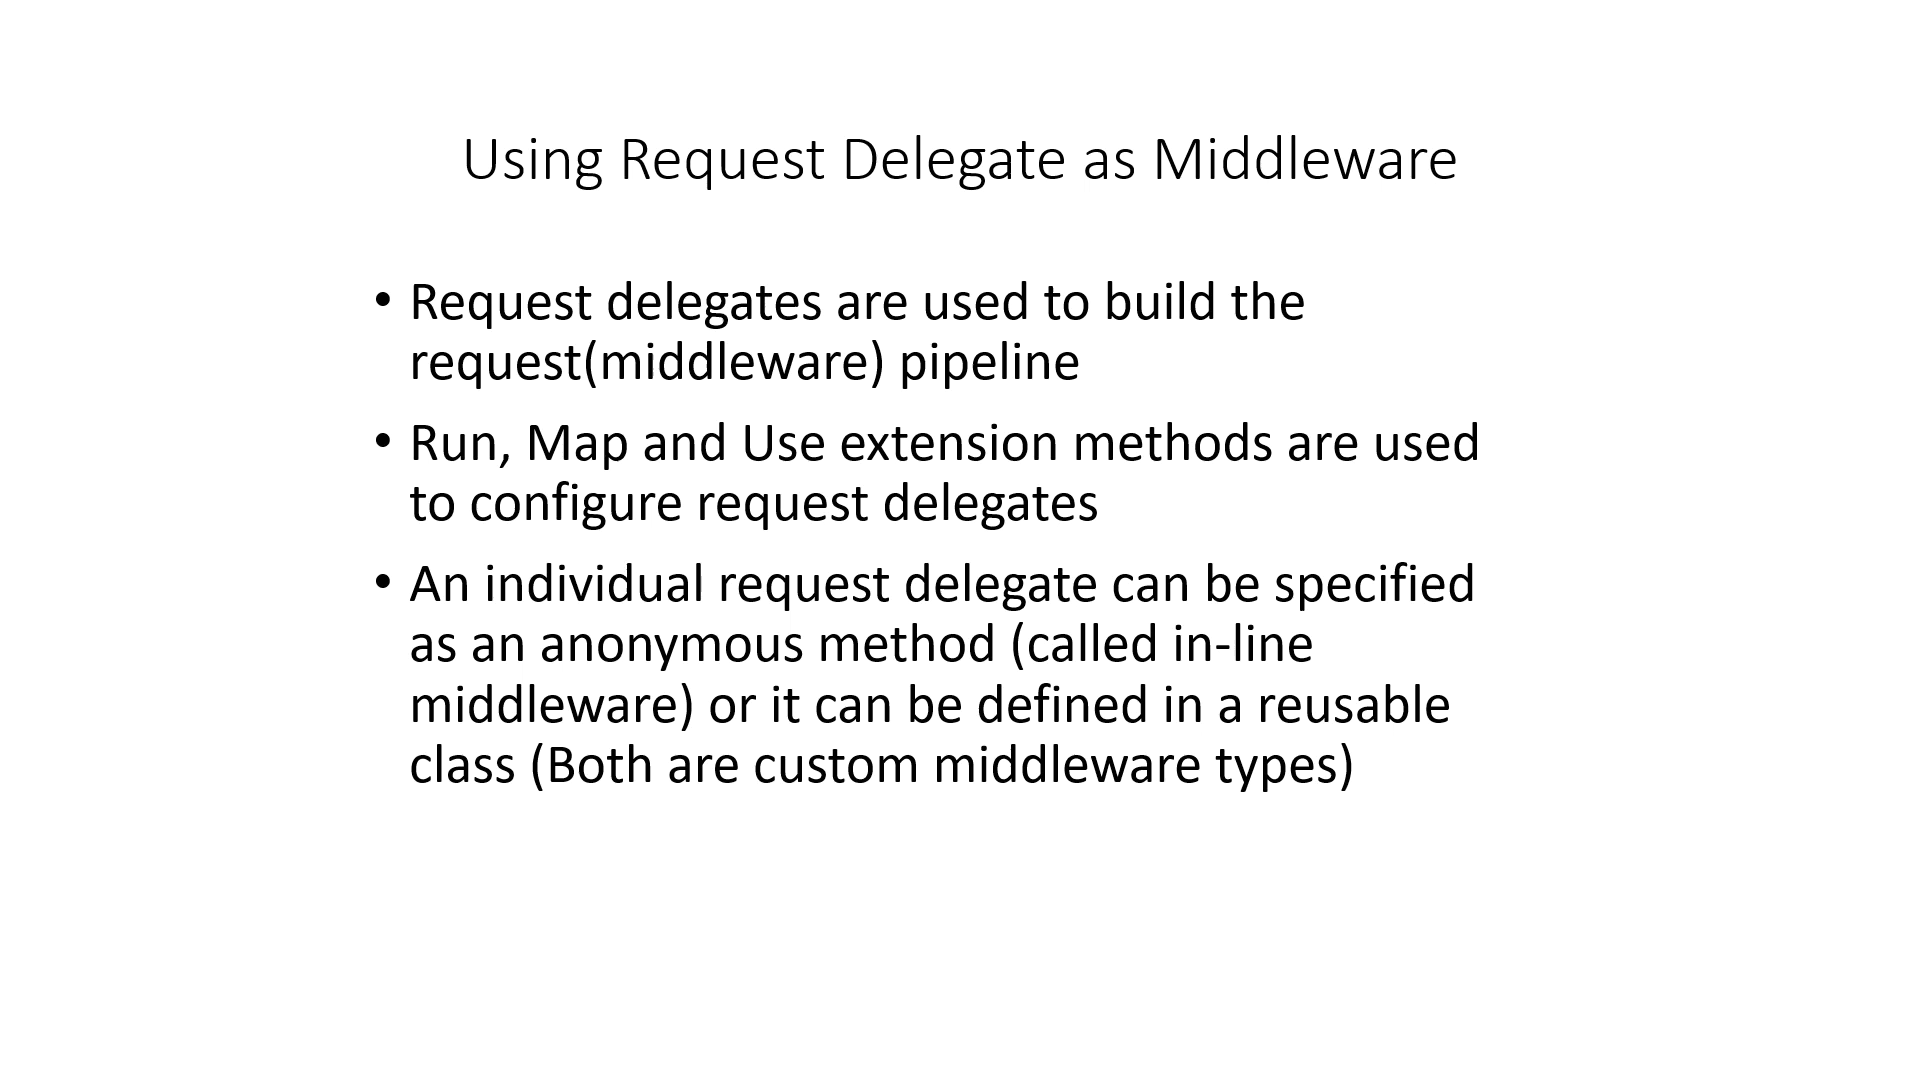 Using Request Delegate as Middleware
• Request delegates are used to build the
request(middleware) pipeline
• Run, Map and Use extension methods are used
to configure request delegates
• An individual request delegate can be specified
as an anonymous method (called in-line
middleware) or it can be defined in a reusable
class (Both are custom middleware types)